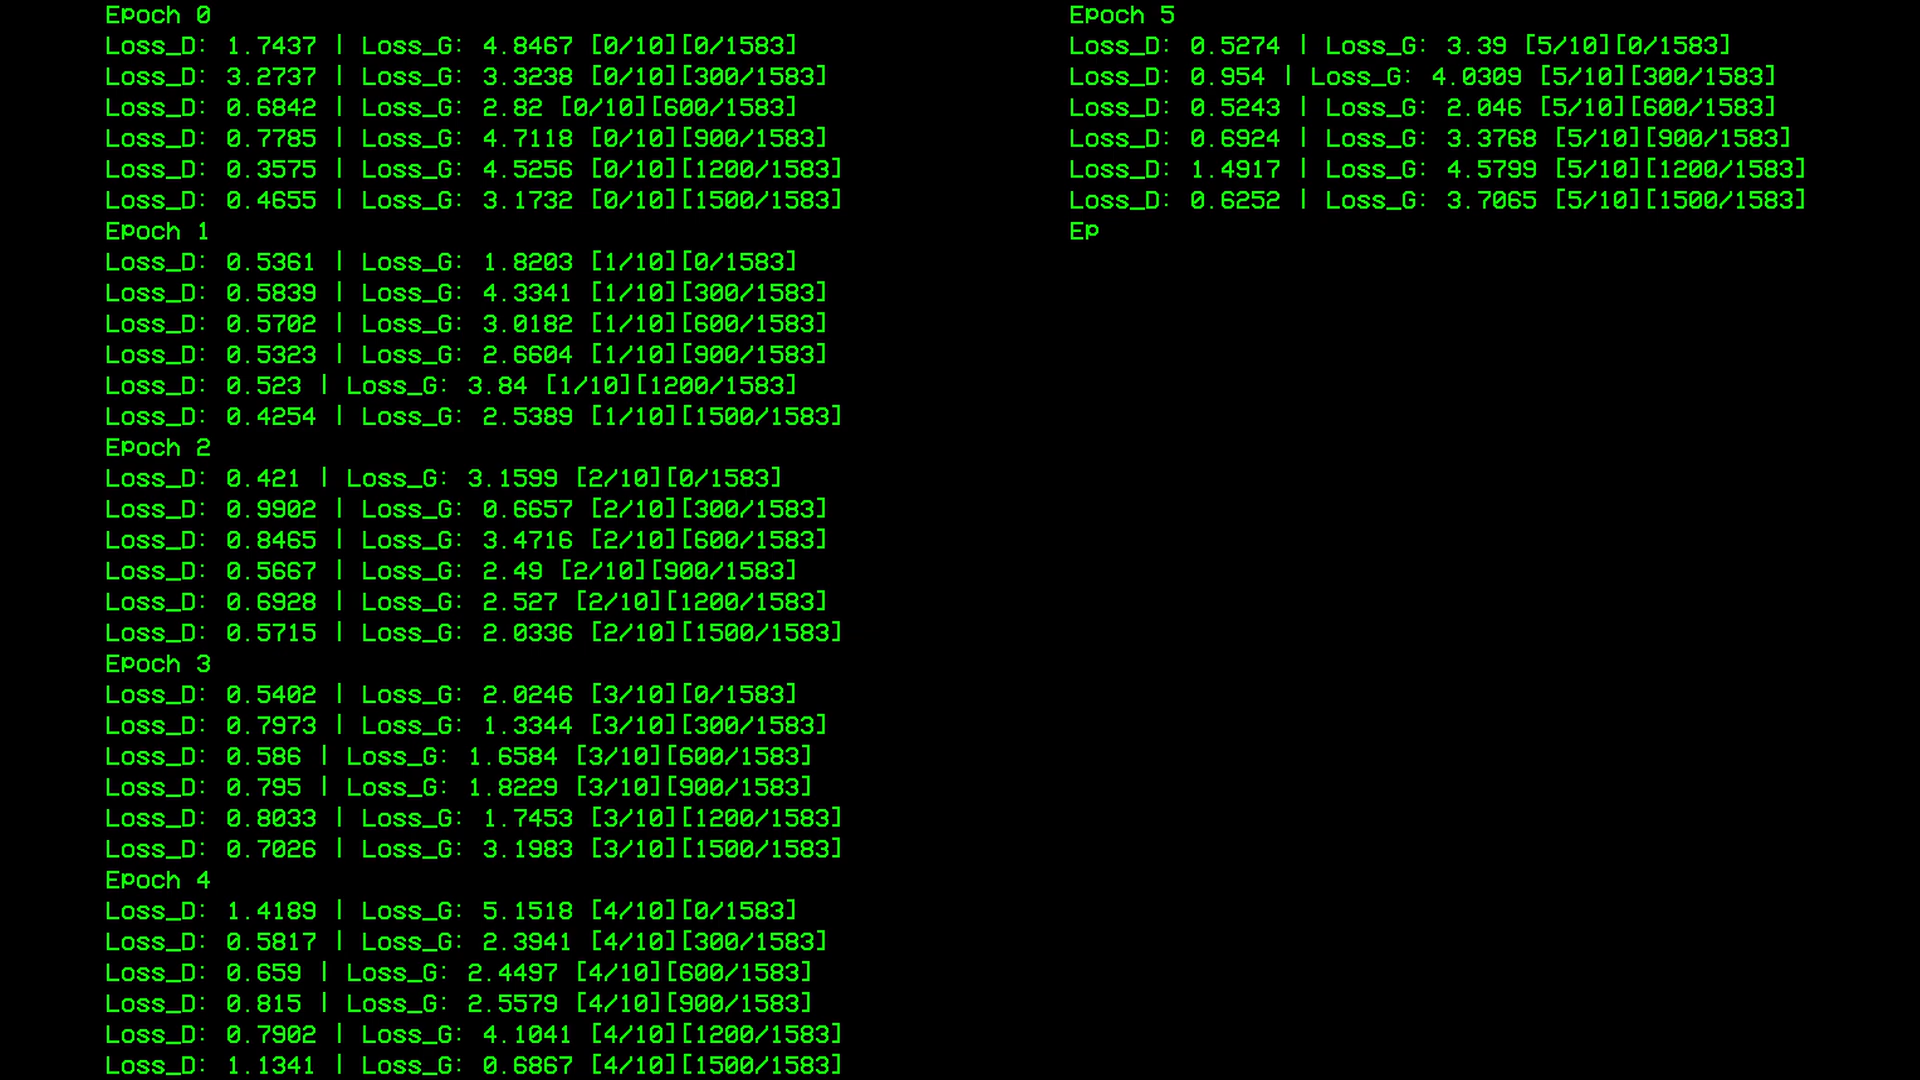 Epoch 0
Loss_D: 1.7437 | Loss_G: 4.8467 [0/10][0/1583]
Loss_D: 3.2737 | Loss_G: 3.3238 [0/10][300/1583]
Loss_D: 0.6842 | Loss_G: 2.82 [0/10][600/1583]
Loss_D: 0.7785 | Loss_G: 4.7118 [0/10][900/1583]
Loss_D: 0.3575 | Loss_G: 4.5256 [0/10][1200/1583]
Loss_D: 0.4655 | Loss_G: 3.1732 [0/10][1500/1583]
Epoch 1
Loss_D: 0.5361 | Loss_G: 1.8203 [1/10][0/1583]
Loss_D: 0.5839 | Loss_G: 4.3341 [1/10][300/1583]
Loss_D: 0.5702 | Loss_G: 3.0182 [1/10][600/1583]
Loss_D: 0.5323 | Loss_G: 2.6604 [1/10][900/1583]
Loss_D: 0.523 | Loss_G: 3.84 [1/10][1200/1583]
Loss_D: 0.4254 | Loss_G: 2.5389 [1/10][1500/1583]
Epoch 2
Loss_D: 0.421 | Loss_G: 3.1599 [2/10][0/1583]
Loss_D: 0.9902 | Loss_G: 0.6657 [2/10][300/1583]
Loss_D: 0.8465 | Loss_G: 3.4716 [2/10][600/1583]
Loss_D: 0.5667 | Loss_G: 2.49 [2/10][900/1583]
Loss_D: 0.6928 | Loss_G: 2.527 [2/10][1200/1583]
Loss_D: 0.5715 | Loss_G: 2.0336 [2/10][1500/1583]
Epoch 3
Loss_D: 0.5402 | Loss_G: 2.0246 [3/10][0/1583]
Loss_D: 0.7973 | Loss_G: 1.3344 [3/10][300/1583]
Loss_D: 0.586 | Loss_G: 1.6584 [3/10][600/1583]
Loss_D: 0.795 | Loss_G: 1.8229 [3/10][900/1583]
Loss_D: 0.8033 | Loss_G: 1.7453 [3/10][1200/1583]
Loss_D: 0.7026 | Loss_G: 3.1983 [3/10][1500/1583]
Epoch 4
Loss_D: 1.4189 | Loss_G: 5.1518 [4/10][0/1583]
Loss_D: 0.5817 | Loss_G: 2.3941 [4/10][300/1583]
Loss_D: 0.659 | Loss_G: 2.4497 [4/10][600/1583]
Loss_D: 0.815 | Loss_G: 2.5579 [4/10][900/1583]
Loss_D: 0.7902 | Loss_G: 4.1041 [4/10][1200/1583]
Loss_D: 1.1341 | Loss_G: 0.6867 [4/10][1500/1583]
Epoch 5
Loss_D: 0.5274 | Loss_G: 3.39 [5/10][0/1583]
Loss_D: 0.954 | Loss_G: 4.0309 [5/10][300/1583]
Loss_D: 0.5243 | Loss_G: 2.046 [5/10][600/1583]
Loss_D: 0.6924 | Loss_G: 3.3768 [5/10][900/1583]
Loss_D: 1.4917 | Loss_G: 4.5799 [5/10][1200/1583]
Loss_D: 0.6252 | Loss_G: 3.7065 [5/10][1500/1583]
Ep